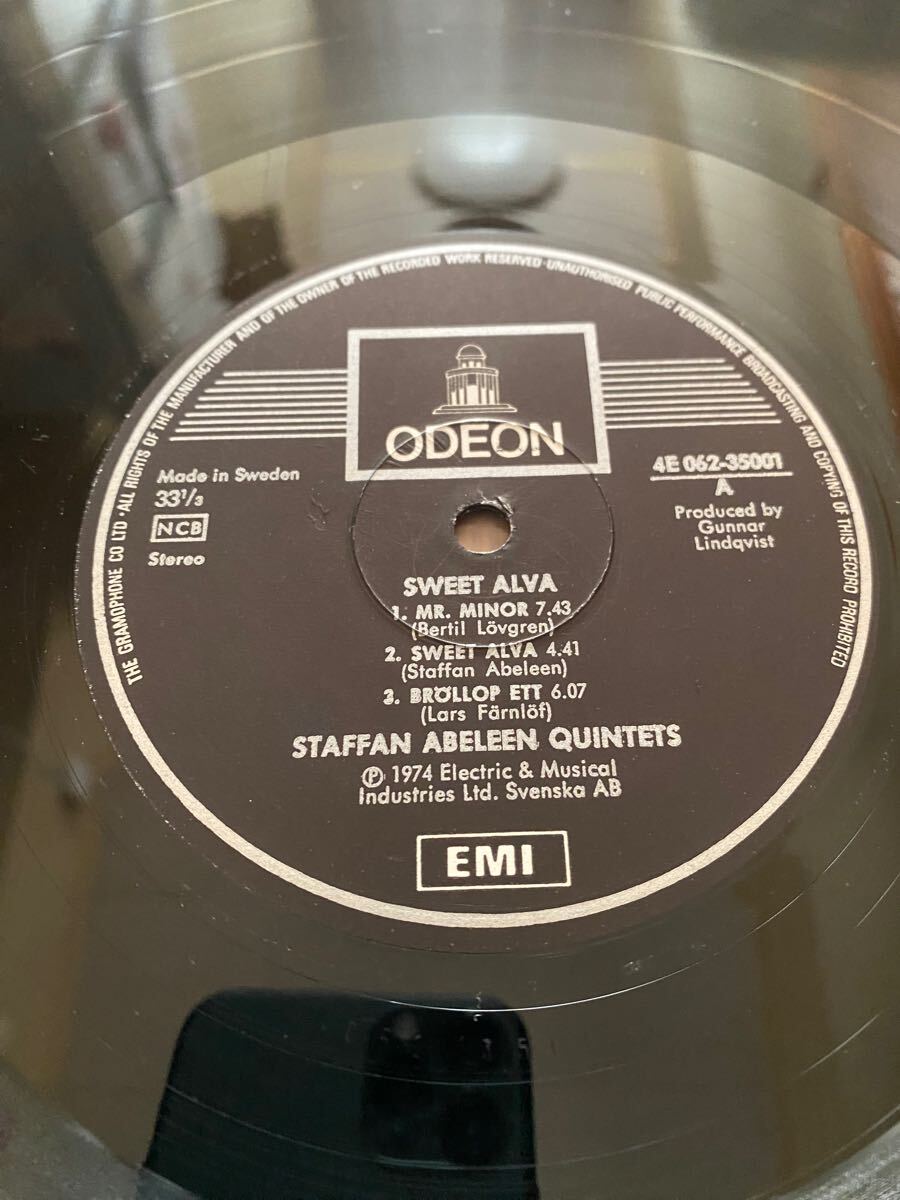 THE GRAMOPHONE CO LTD · ALL RIGHTS OF THE MANUFACTURER AND OF THE OWNER OF THE RECORDED WORK RESERVED · UNAUTHORISED PUBLIC PERFORMANCE BROADCASTING AND COPYING OF THIS RECORD PROHIBITED
ODEON
Made in Sweden
33 1/3
NCB
Stereo
4E 062-35001
A
Produced by
Gunnar
Lindqvist
SWEET ALVA
1. MR. MINOR 7.43
(Bertil Lövgren)
2. SWEET ALVA 4.41
(Staffan Abeleen)
3. BRÖLLOP ETT 6.07
(Lars Färnlöf)
STAFFAN ABELEEN QUINTETS
℗ 1974 Electric & Musical
Industries Ltd. Svenska AB
EMI